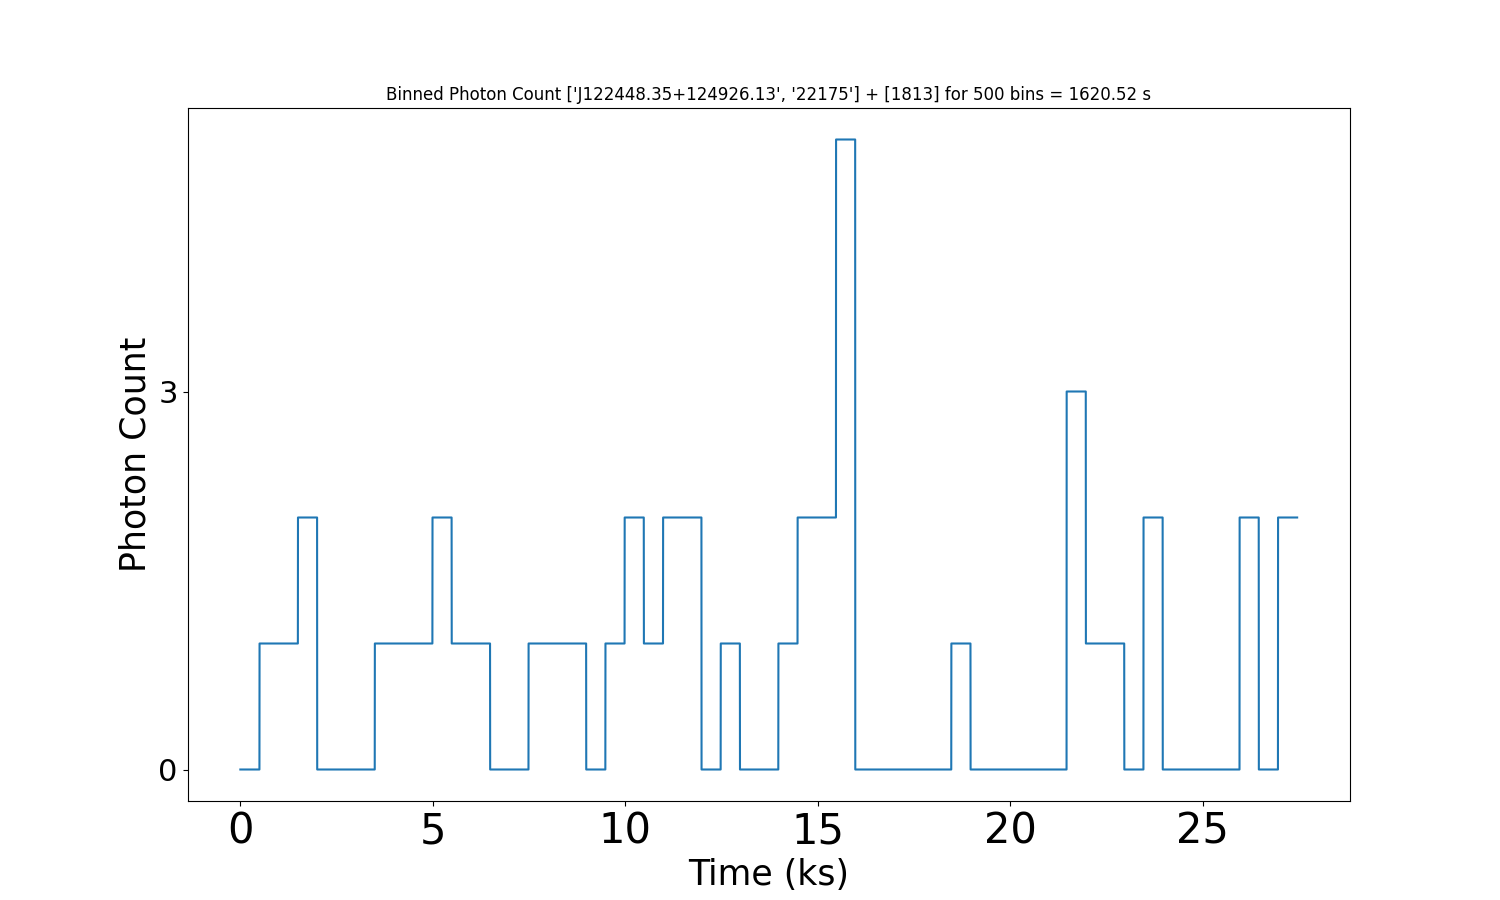 Binned Photon Count ['J122448.35+124926.13', '22175'] + [1813] for 500 bins = 1620.52 s
Photon Count
3
0
0 5 10 15 20 25
Time (ks)